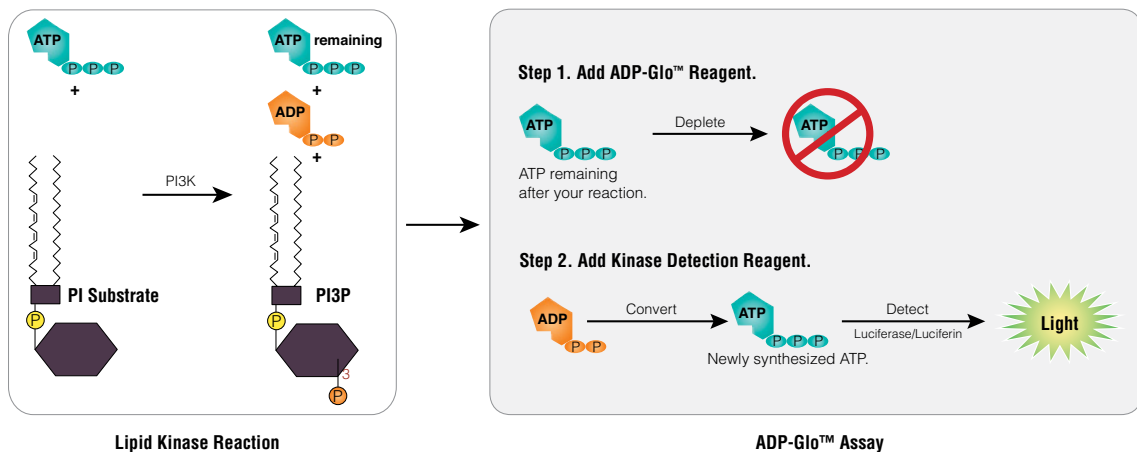 ATP
P P P
+
PI Substrate
P
PI3K
ATP remaining
P P P
+
ADP
P P
+
PI3P
P
3
P
Lipid Kinase Reaction
Step 1. Add ADP-Glo™ Reagent.
ATP
P P P
ATP remaining
after your reaction.
Deplete
ATP
P P P
Step 2. Add Kinase Detection Reagent.
ADP
P P
Convert
ATP
P P P
Newly synthesized ATP.
Detect
Luciferase/Luciferin
Light
ADP-Glo™ Assay